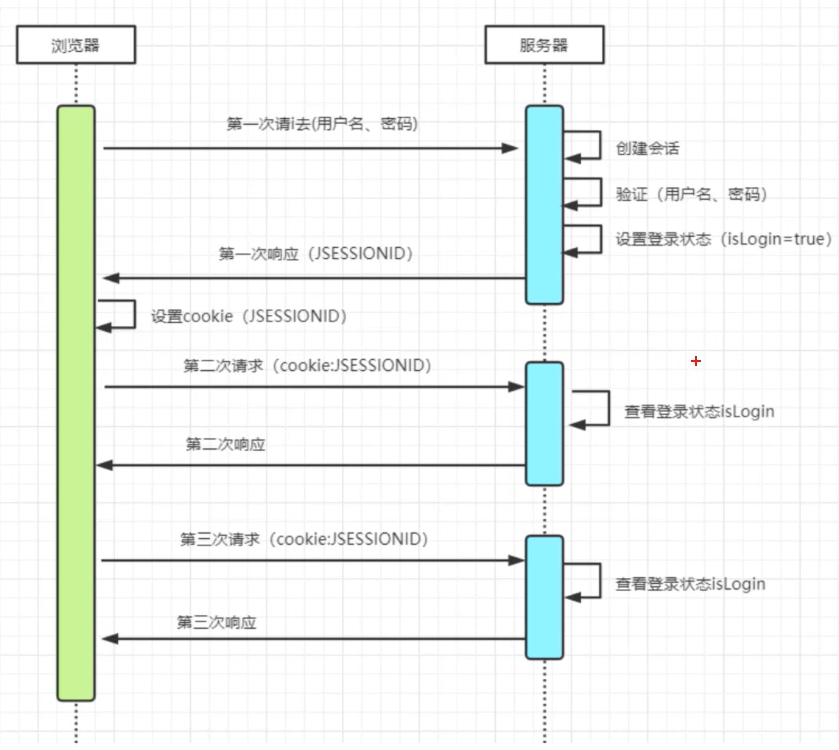 浏览器
服务器
第一次请i去(用户名、密码)
创建会话
验证（用户名、密码）
设置登录状态（isLogin=true）
第一次响应（JSESSIONID）
设置cookie（JSESSIONID）
第二次请求（cookie:JSESSIONID）
查看登录状态isLogin
第二次响应
第三次请求（cookie:JSESSIONID）
查看登录状态isLogin
第三次响应